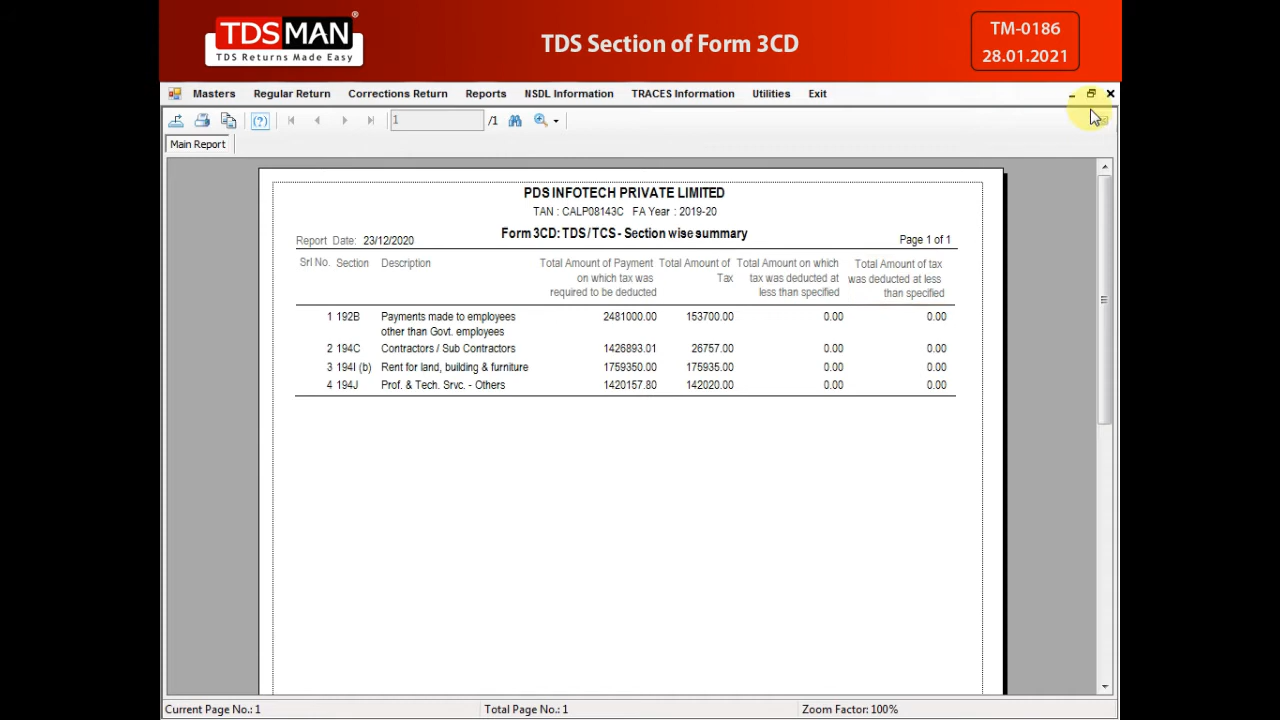 TDSMAN®
TDS Returns Made Easy
TDS Section of Form 3CD
TM-0186
28.01.2021
Masters Regular Return Corrections Return Reports NSDL Information TRACES Information Utilities Exit
1 /1
Main Report
PDS INFOTECH PRIVATE LIMITED
TAN : CALP08143C FA Year : 2019-20
Form 3CD: TDS / TCS - Section wise summary
Report Date: 23/12/2020 Page 1 of 1
Srl No. Section Description Total Amount of Payment Total Amount of Total Amount on which Total Amount of tax
on which tax was Tax tax was deducted at was deducted at less
required to be deducted less than specified than specified
1 192B Payments made to employees 2481000.00 153700.00 0.00 0.00
other than Govt. employees
2 194C Contractors / Sub Contractors 1426893.01 26757.00 0.00 0.00
3 194I (b) Rent for land, building & furniture 1759350.00 175935.00 0.00 0.00
4 194J Prof. & Tech. Srvc. - Others 1420157.80 142020.00 0.00 0.00
Current Page No.: 1 Total Page No.: 1 Zoom Factor: 100%